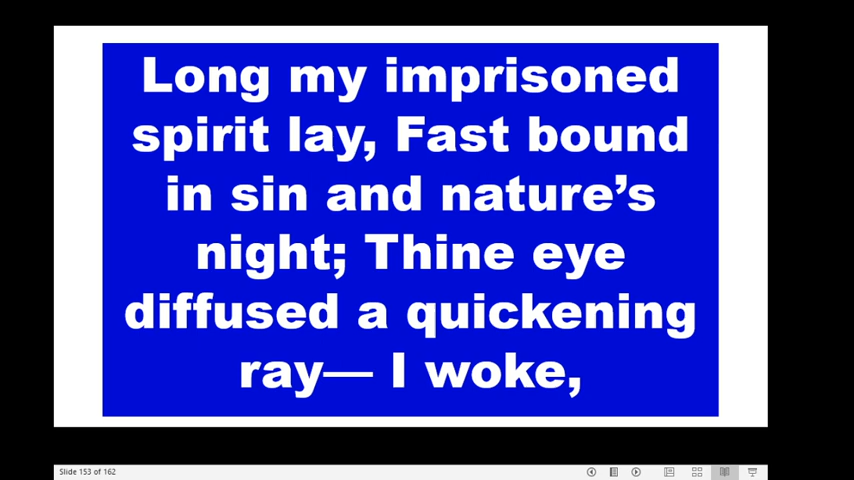 Long my imprisoned
spirit lay, Fast bound
in sin and nature’s
night; Thine eye
diffused a quickening
ray— I woke,
Slide 153 of 162